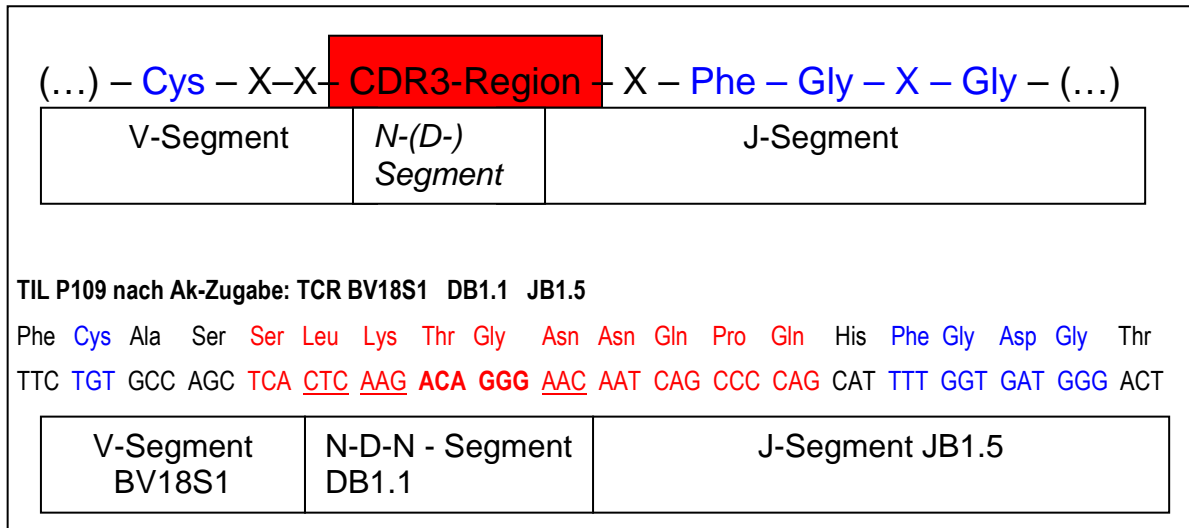 (…) – Cys – X–X– CDR3-Region – X – Phe – Gly – X – Gly – (…)
V-Segment N-(D-) J-Segment
Segment
TIL P109 nach Ak-Zugabe: TCR BV18S1 DB1.1 JB1.5
Phe Cys Ala Ser Ser Leu Lys Thr Gly Asn Asn Gln Pro Gln His Phe Gly Asp Gly Thr
TTC TGT GCC AGC TCA CTC AAG ACA GGG AAC AAT CAG CCC CAG CAT TTT GGT GAT GGG ACT
V-Segment N-D-N - Segment J-Segment JB1.5
BV18S1 DB1.1